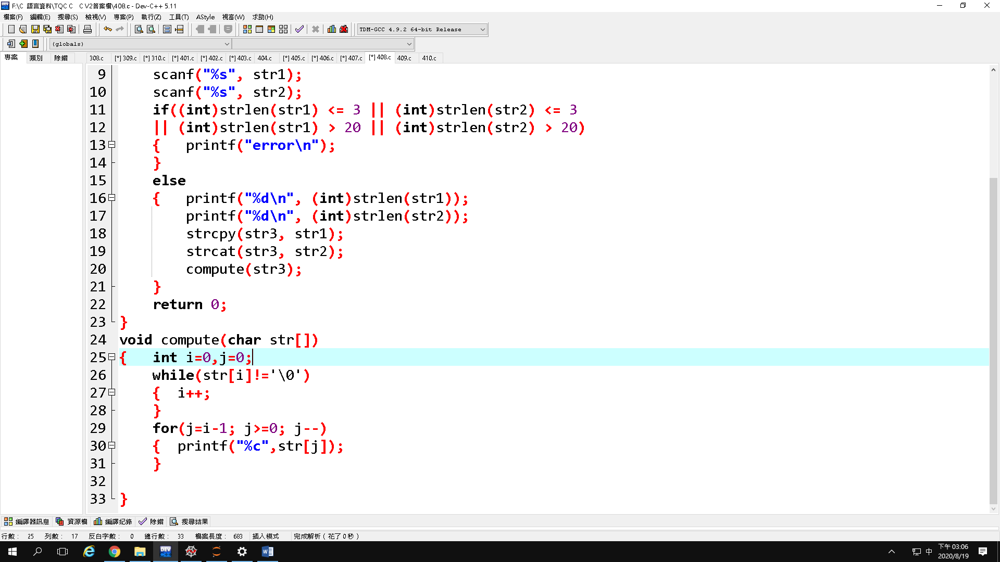 F:\C 語言資料\TQC C C V2答案檔\408.c - Dev-C++ 5.11
檔案(F) 編輯(E) 搜尋(S) 檢視(V) 專案(P) 執行(Z) 工具(T) AStyle 視窗(W) 求助(H)
TDM-GCC 4.9.2 64-bit Release
(globals)
專案 類別 除錯 308.c [*] 309.c [*] 310.c [*] 401.c [*] 402.c [*] 403.c 404.c [*] 405.c [*] 406.c [*] 407.c [*] 408.c 409.c 410.c
9 scanf("%s", str1);
10 scanf("%s", str2);
11 if((int)strlen(str1) <= 3 || (int)strlen(str2) <= 3
12 || (int)strlen(str1) > 20 || (int)strlen(str2) > 20)
13 { printf("error\n");
14 }
15 else
16 { printf("%d\n", (int)strlen(str1));
17 printf("%d\n", (int)strlen(str2));
18 strcpy(str3, str1);
19 strcat(str3, str2);
20 compute(str3);
21 }
22 return 0;
23 }
24 void compute(char str[])
25 { int i=0,j=0;
26 while(str[i]!='\0')
27 { i++;
28 }
29 for(j=i-1; j>=0; j--)
30 { printf("%c",str[j]);
31 }
32
33 }
編譯器訊息 資源檔 編譯紀錄 除錯 搜尋結果
行數: 25 列數: 17 反白字數: 0 總行數: 33 檔案長度: 683 插入模式 完成解析 ( 花了 0 秒 )
DEV 中 下午 03:06
2020/8/19